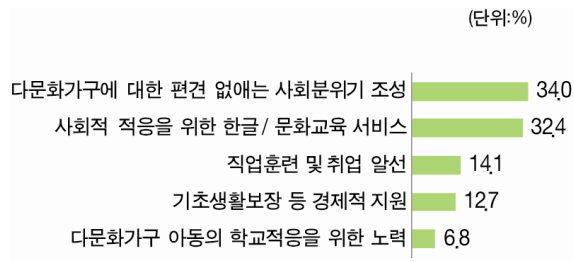 (단위:%)
다문화가구에 대한 편견 없애는 사회분위기 조성 34.0
사회적 적응을 위한 한글/ 문화교육 서비스 32.4
직업훈련 및 취업 알선 14.1
기초생활보장 등 경제적 지원 12.7
다문화가구 아동의 학교적응을 위한 노력 6.8